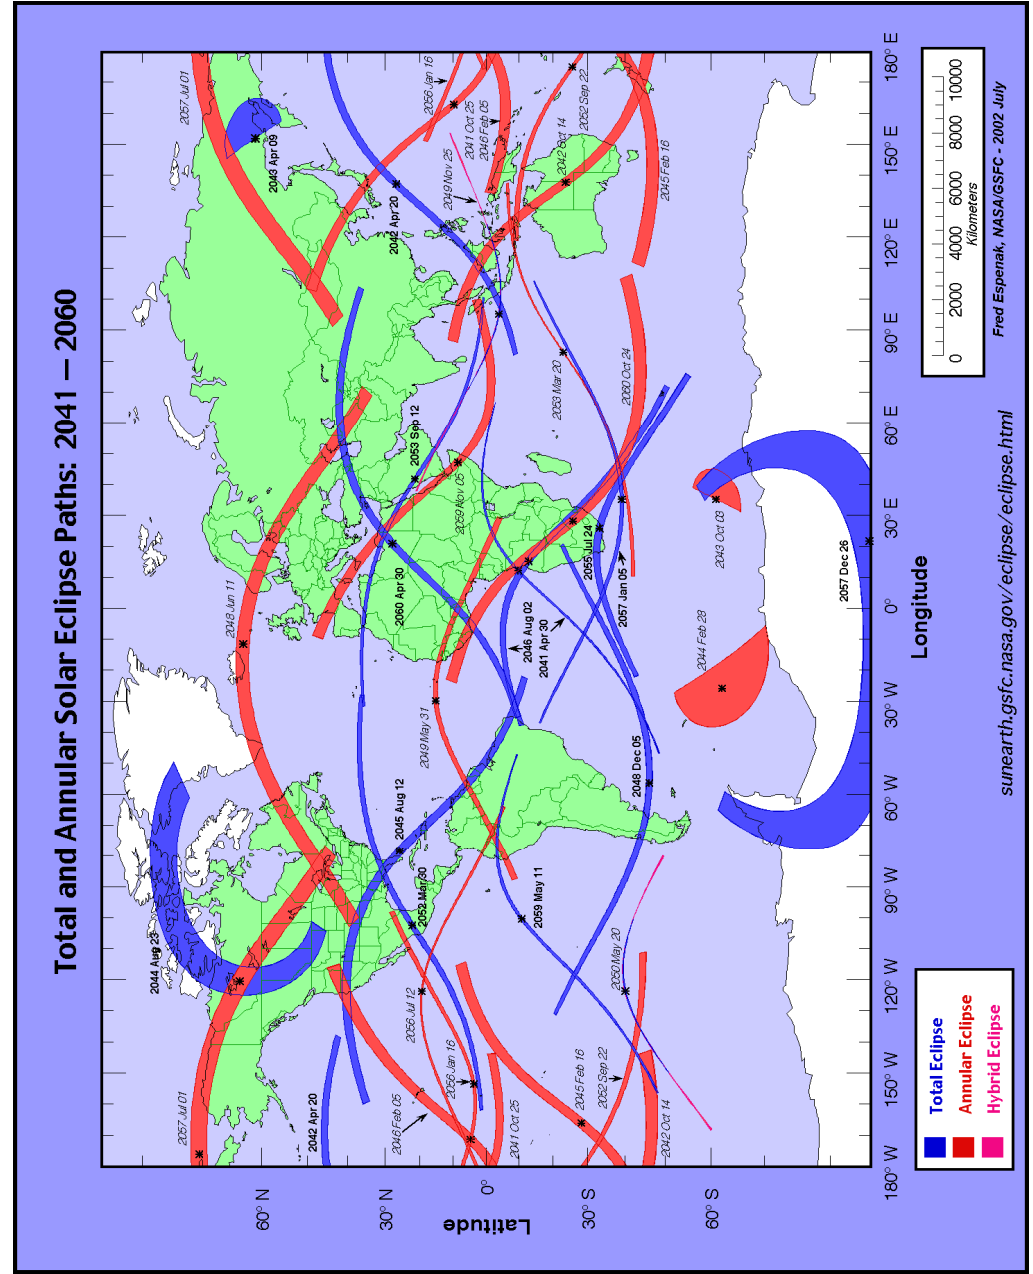 Total and Annular Solar Eclipse Paths: 2041 — 2060
2057 Jul 01
2044 Aug 23
2048 Jun 11
2043 Apr 09
2057 Jul 01
2042 Apr 20
2042 Apr 20
2046 Feb 05
2056 Jul 12
2052 Mar 30
2045 Aug 12
2060 Apr 30
2053 Sep 12
2056 Jan 16
2056 Jan 16
2049 May 31
2059 Nov 05
2049 Nov 25
2041 Oct 25
2046 Feb 05
2041 Oct 25
2059 May 11
2046 Aug 02
2041 Apr 30
2053 Mar 20
2042 Oct 14
2052 Sep 22
2045 Feb 16
2052 Sep 22
2050 May 20
2048 Dec 05
2055 Jul 24
2057 Jan 05
2060 Oct 24
2045 Feb 16
2042 Oct 14
2044 Feb 28
2043 Oct 03
2057 Dec 26
60° N
30° N
0°
30° S
60° S
Latitude
180° W
150° W
120° W
90° W
60° W
30° W
0°
30° E
60° E
90° E
120° E
150° E
180° E
Longitude
Total Eclipse
Annular Eclipse
Hybrid Eclipse
0 2000 4000 6000 8000 10000
Kilometers
Fred Espenak, NASA/GSFC - 2002 July
sunearth.gsfc.nasa.gov/eclipse/eclipse.html